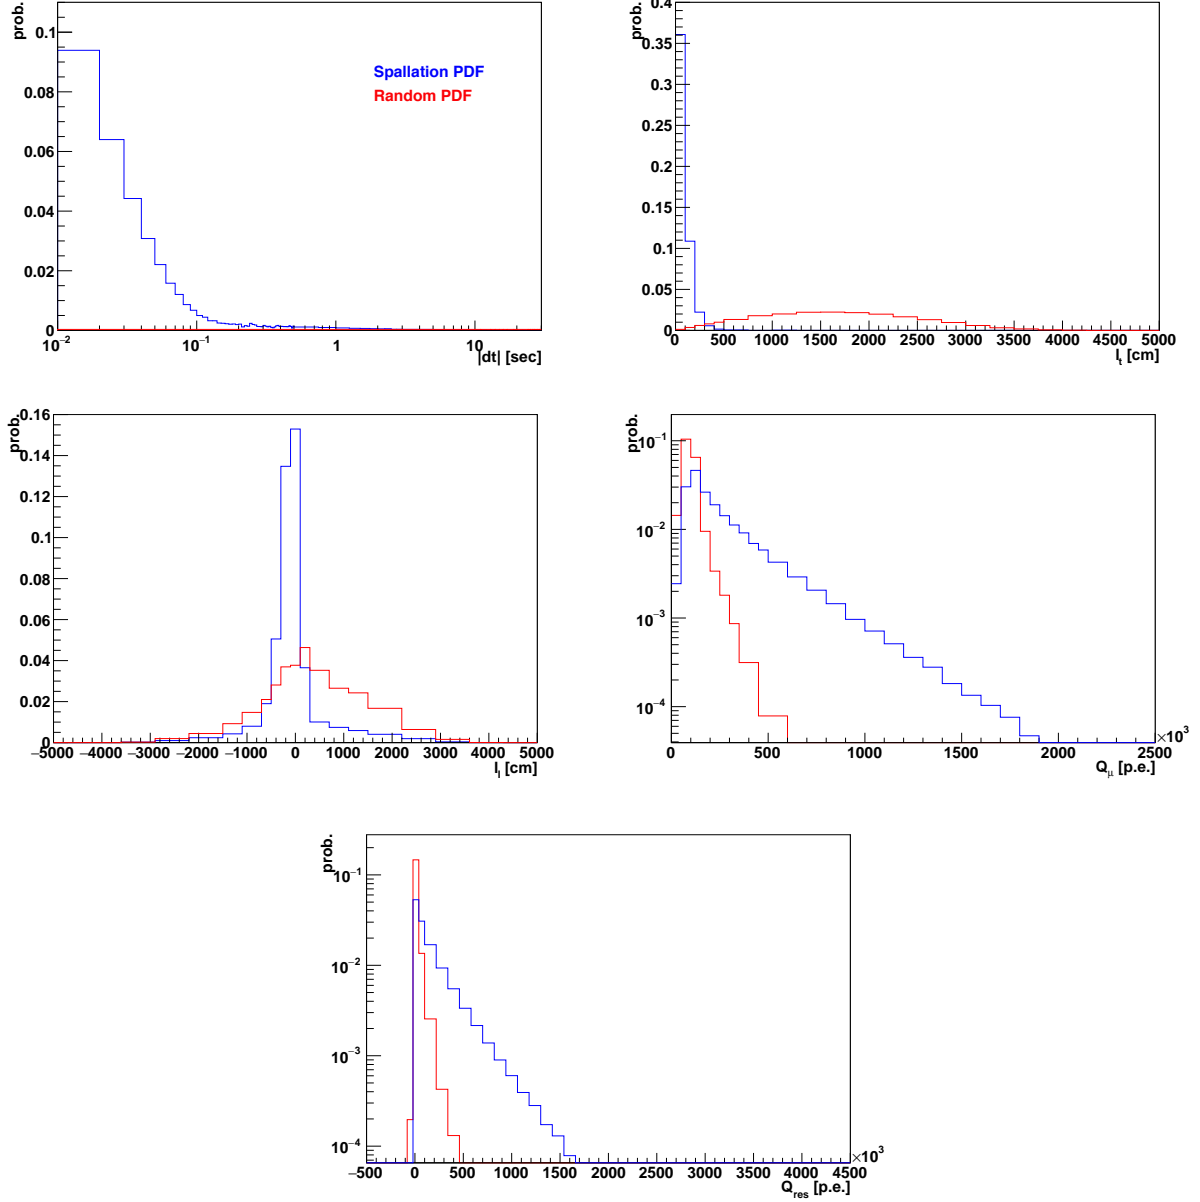 prob.
0.1
0.08
0.06
0.04
0.02
0
10⁻² 10⁻¹ 1 10
|dt| [sec]
Spallation PDF
Random PDF
prob.
0.4
0.35
0.3
0.25
0.2
0.15
0.1
0.05
0
0 500 1000 1500 2000 2500 3000 3500 4000 4500 5000
l_t [cm]
prob.
0.16
0.14
0.12
0.1
0.08
0.06
0.04
0.02
0
−5000 −4000 −3000 −2000 −1000 0 1000 2000 3000 4000 5000
l_l [cm]
prob.
10⁻¹
10⁻²
10⁻³
10⁻⁴
0 500 1000 1500 2000 2500
×10³
Q_μ [p.e.]
prob.
10⁻¹
10⁻²
10⁻³
10⁻⁴
−500 0 500 1000 1500 2000 2500 3000 3500 4000 4500
×10³
Q_res [p.e.]